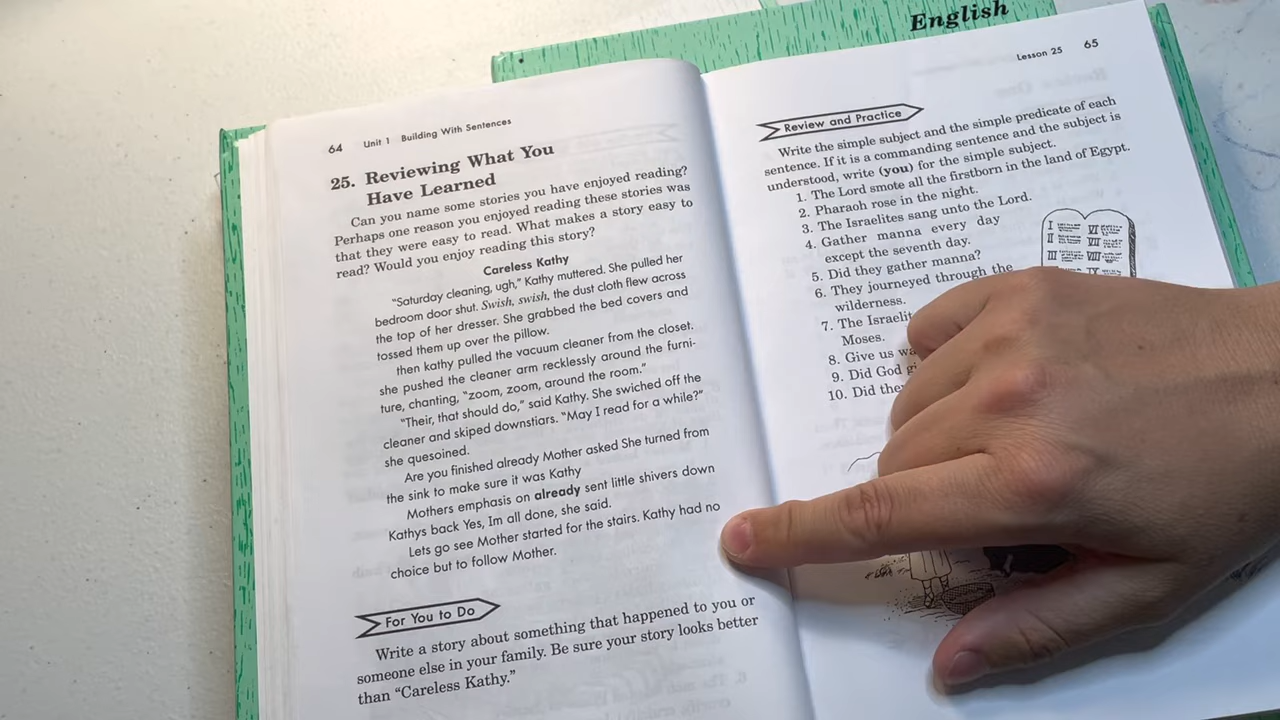 English
64 Unit 1 Building With Sentences
25. Reviewing What You
Have Learned
Can you name some stories you have enjoyed reading?
Perhaps one reason you enjoyed reading these stories was
that they were easy to read. What makes a story easy to
read? Would you enjoy reading this story?
Careless Kathy
"Saturday cleaning, ugh," Kathy muttered. She pulled her
bedroom door shut. Swish, swish, the dust cloth flew across
the top of her dresser. She grabbed the bed covers and
tossed them up over the pillow.
then kathy pulled the vacuum cleaner from the closet.
she pushed the cleaner arm recklessly around the furni-
ture, chanting, "zoom, zoom, around the room."
"Their, that should do," said Kathy. She swiched off the
cleaner and skiped downstiars. "May I read for a while?"
she quesoined.
Are you finished already Mother asked She turned from
the sink to make sure it was Kathy
Mothers emphasis on already sent little shivers down
Kathys back Yes, Im all done, she said.
Lets go see Mother started for the stairs. Kathy had no
choice but to follow Mother.
For You to Do
Write a story about something that happened to you or
someone else in your family. Be sure your story looks better
than "Careless Kathy."
Lesson 25 65
Review and Practice
Write the simple subject and the simple predicate of each
sentence. If it is a commanding sentence and the subject is
understood, write (you) for the simple subject.
1. The Lord smote all the firstborn in the land of Egypt.
2. Pharaoh rose in the night.
3. The Israelites sang unto the Lord.
4. Gather manna every day
except the seventh day.
5. Did they gather manna?
6. They journeyed through the
wilderness.
7. The
Moses.
8. Give us
9. Did God
10. Did
I VI
II VII
III VIII
IX